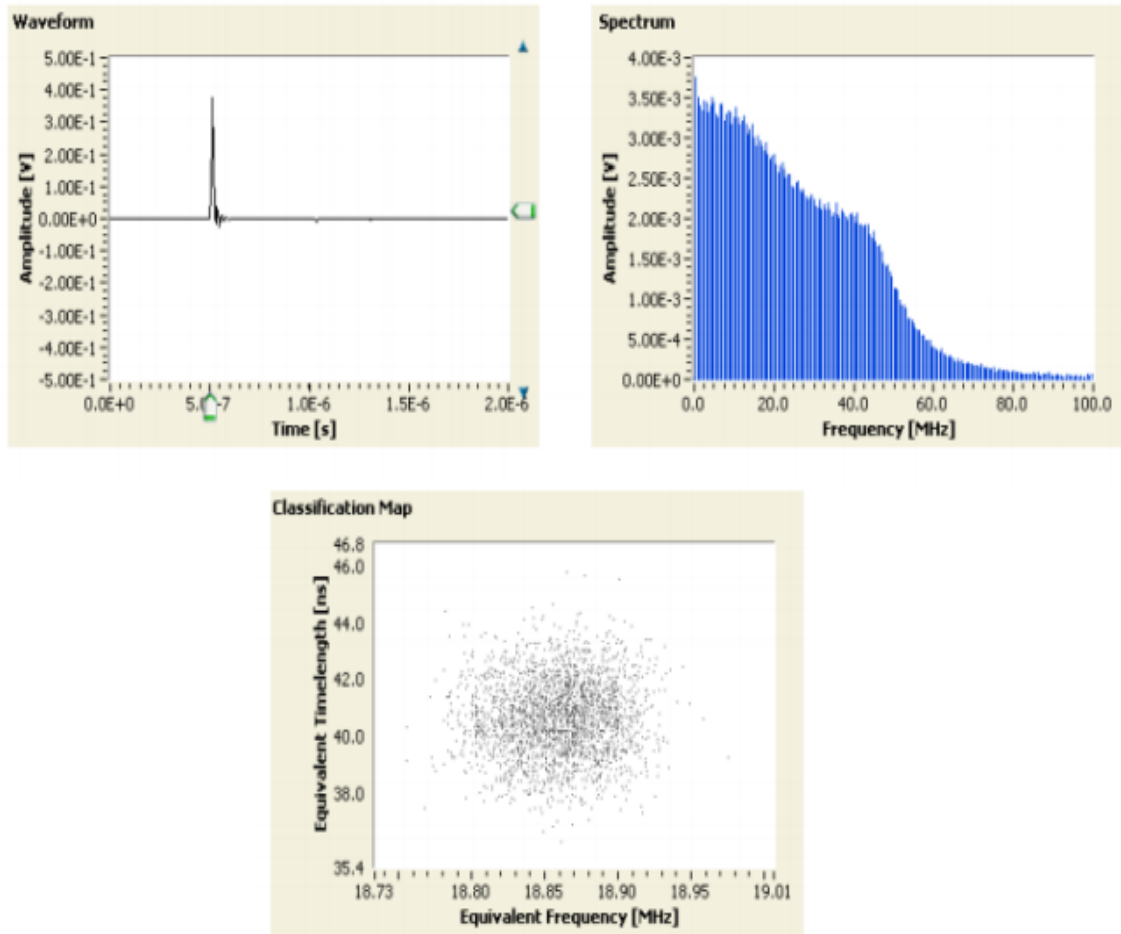 Waveform
Amplitude [V]
5.00E-1
4.00E-1
3.00E-1
2.00E-1
1.00E-1
0.00E+0
-1.00E-1
-2.00E-1
-3.00E-1
-4.00E-1
-5.00E-1
0.0E+0 1.0E-6 1.5E-6 2.0E-6
Time [s]
Spectrum
Amplitude [V]
4.00E-3
3.50E-3
3.00E-3
2.50E-3
2.00E-3
1.50E-3
1.00E-3
5.00E-4
0.00E+0
0.0 20.0 40.0 60.0 80.0 100.0
Frequency [MHz]
Classification Map
Equivalent Timelength [ns]
46.8
46.0
44.0
42.0
40.0
38.0
35.4
18.73 18.80 18.85 18.90 18.95 19.01
Equivalent Frequency [MHz]